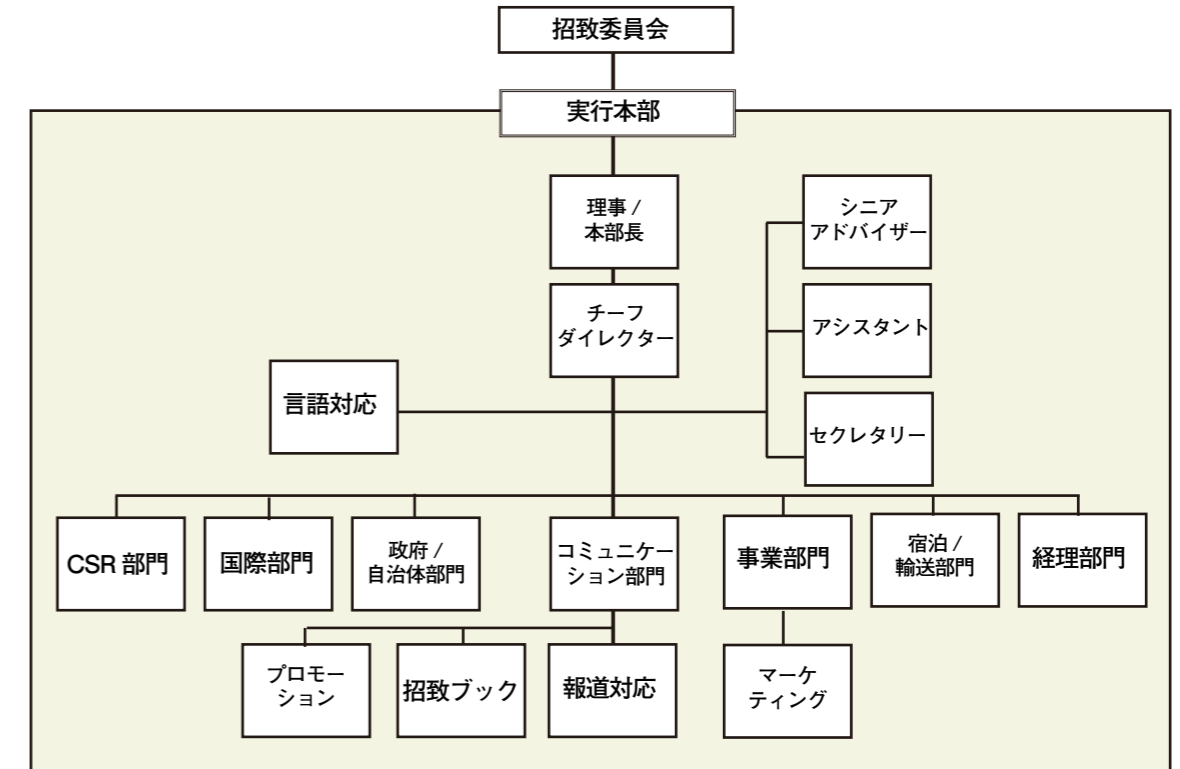 招致委員会
実行本部
理事 /
本部長
シニア
アドバイザー
チーフ
ダイレクター
アシスタント
言語対応
セクレタリー
CSR 部門
国際部門
政府 /
自治体部門
コミュニケー
ション部門
事業部門
宿泊 /
輸送部門
経理部門
プロモー
ション
招致ブック
報道対応
マーケ
ティング